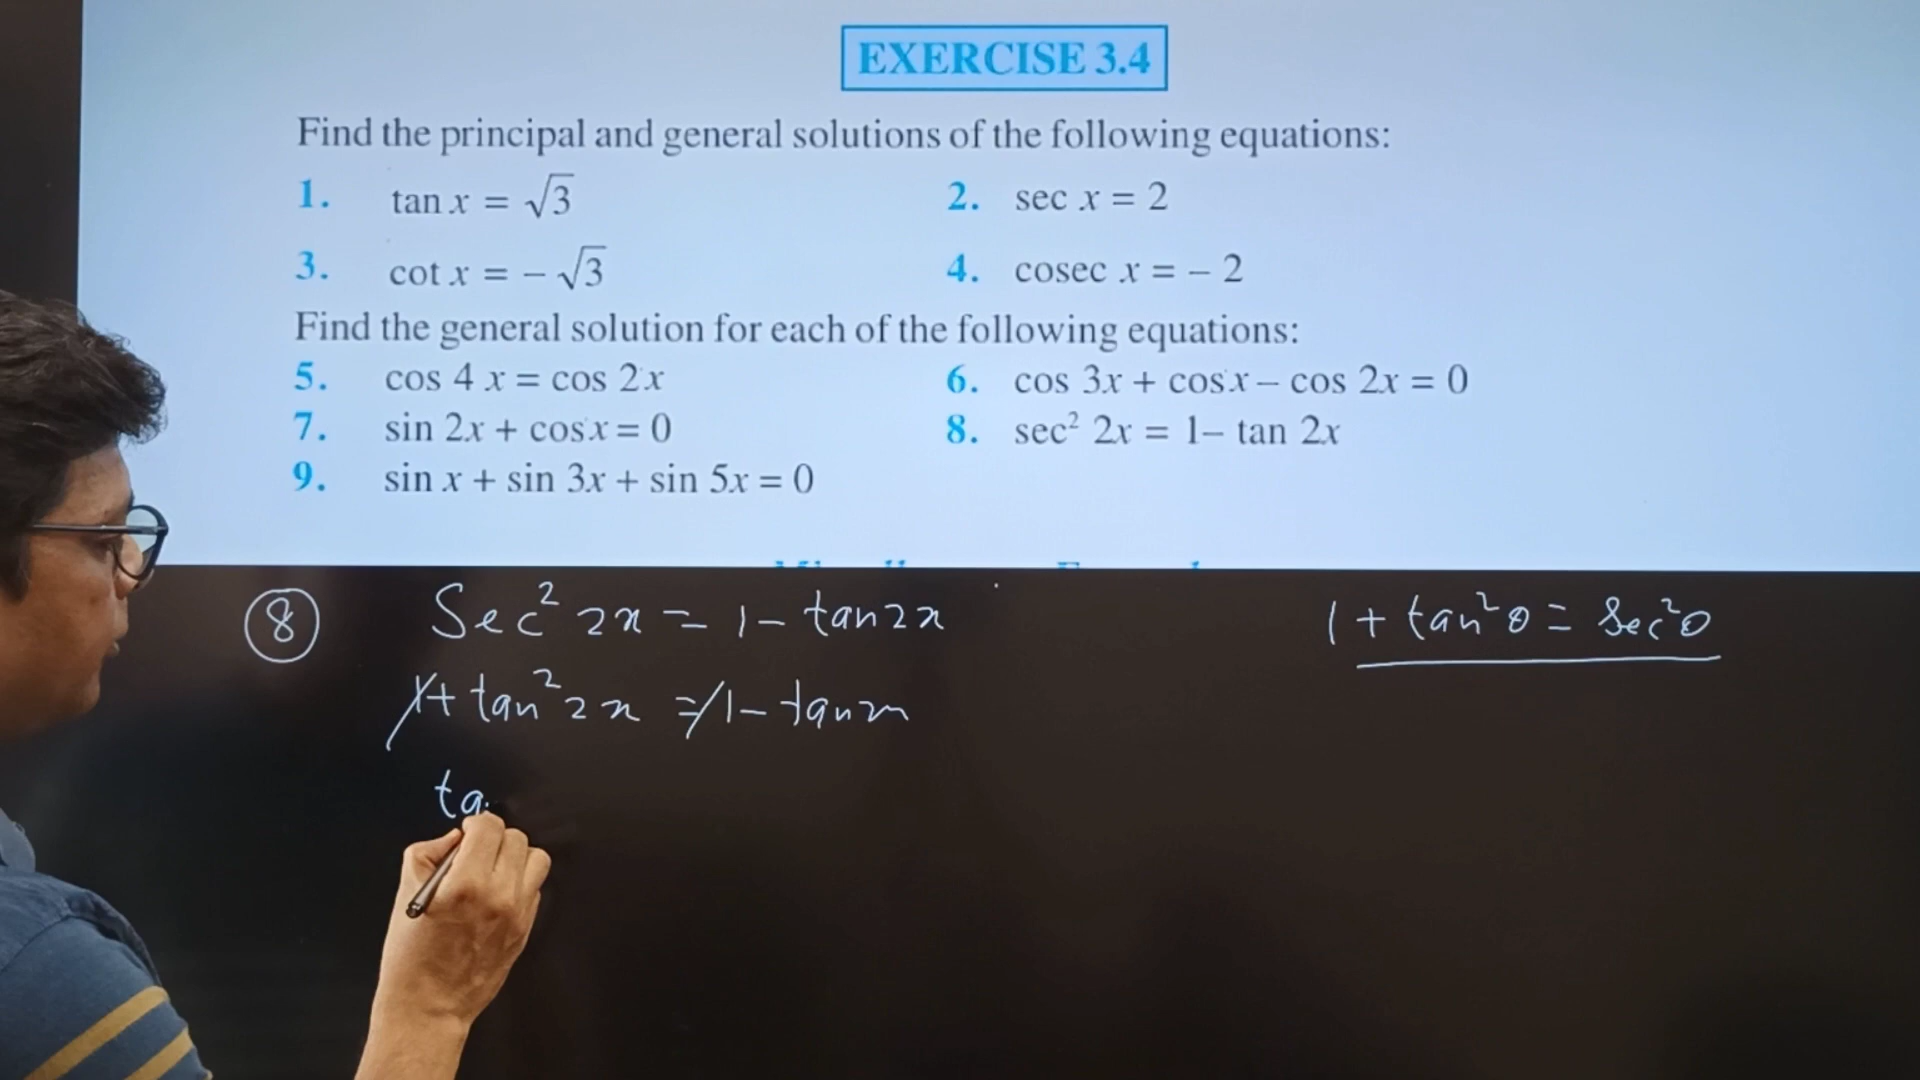 EXERCISE 3.4
Find the principal and general solutions of the following equations:
1. tan x = √3
2. sec x = 2
3. cot x = – √3
4. cosec x = – 2
Find the general solution for each of the following equations:
5. cos 4 x = cos 2 x
6. cos 3x + cos x – cos 2x = 0
7. sin 2x + cos x = 0
8. sec² 2x = 1– tan 2x
9. sin x + sin 3x + sin 5x = 0
⑧ Sec² 2x = 1 - tan2x
1 + tan²θ = Sec²θ
1+ tan² 2x = 1 - tan2x
ta